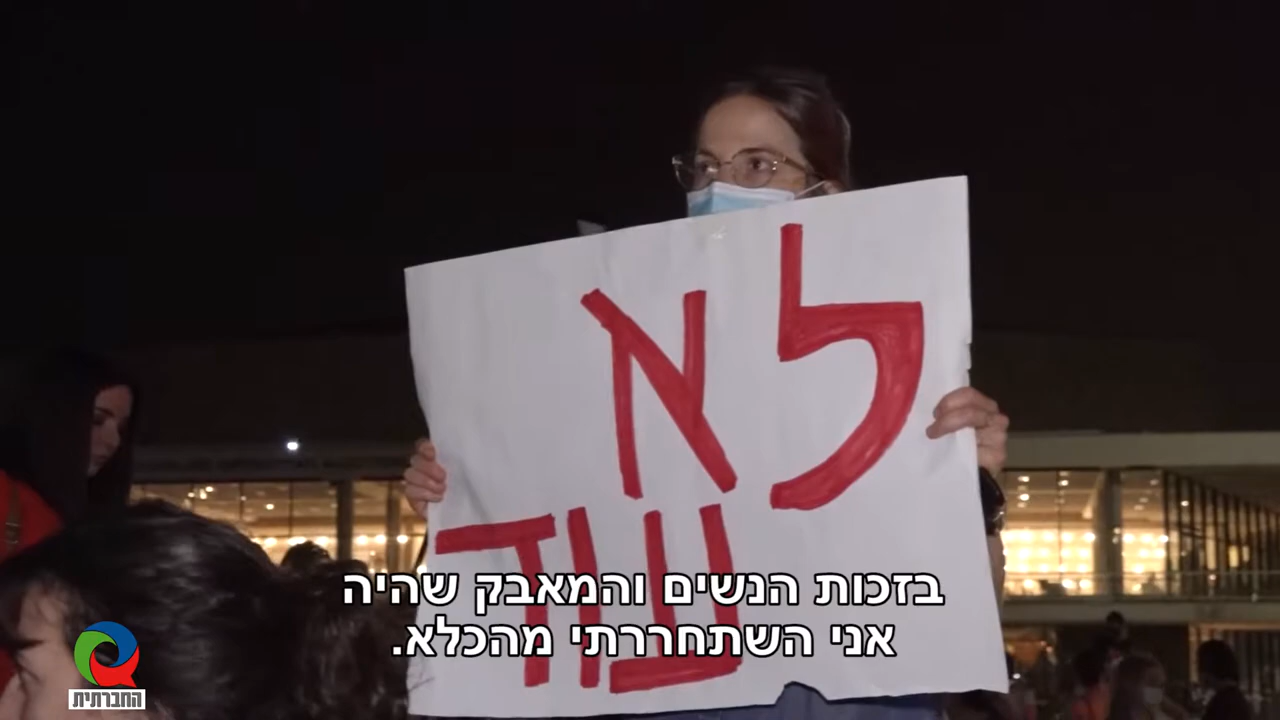 לא
עוד
בזכות הנשים והמאבק שהיה
אני השתחררתי מהכלא.
החברתית